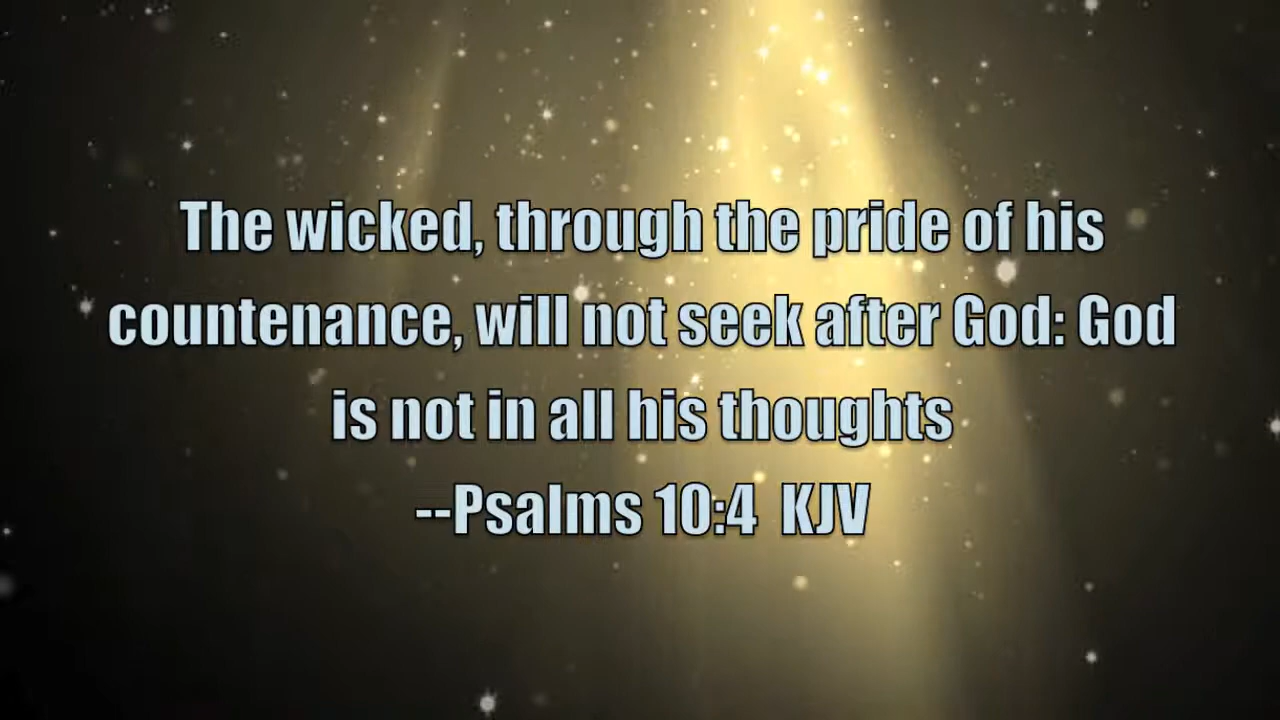 The wicked, through the pride of his
countenance, will not seek after God: God
is not in all his thoughts
--Psalms 10:4  KJV